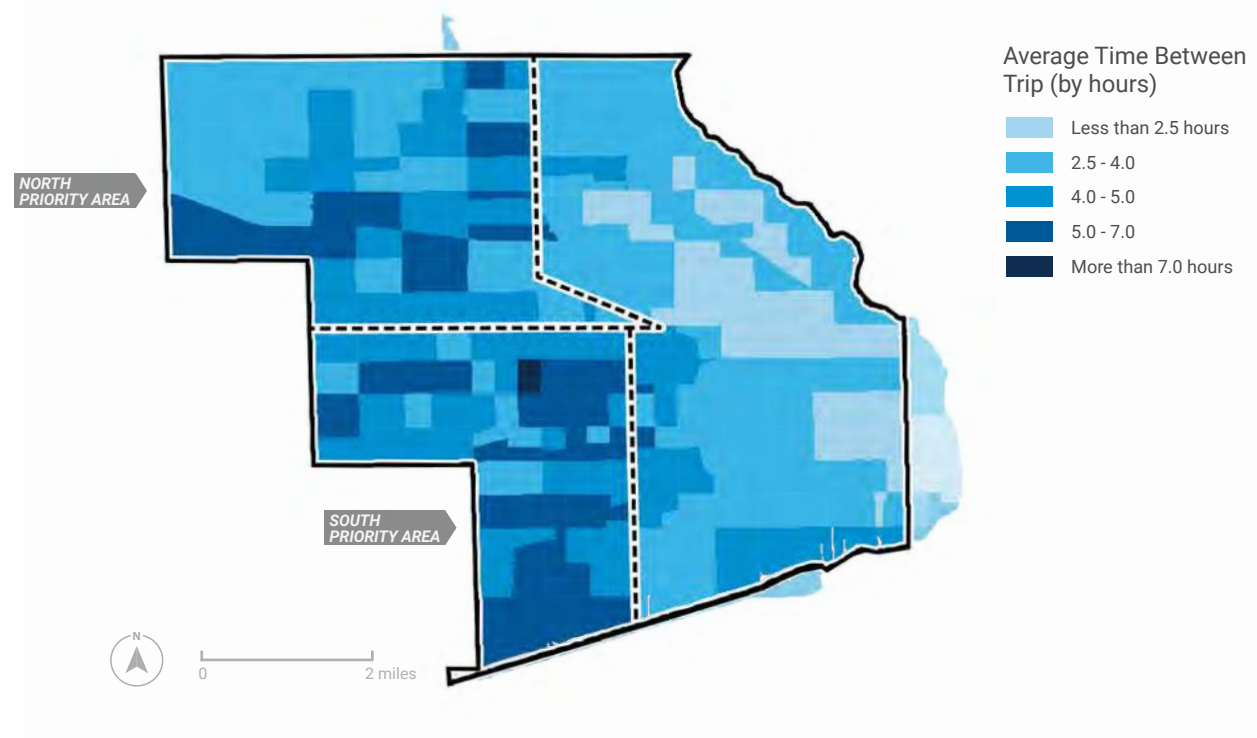 Average Time Between
Trip (by hours)
Less than 2.5 hours
2.5 - 4.0
4.0 - 5.0
5.0 - 7.0
More than 7.0 hours
NORTH
PRIORITY AREA
SOUTH
PRIORITY AREA
N
0
2 miles